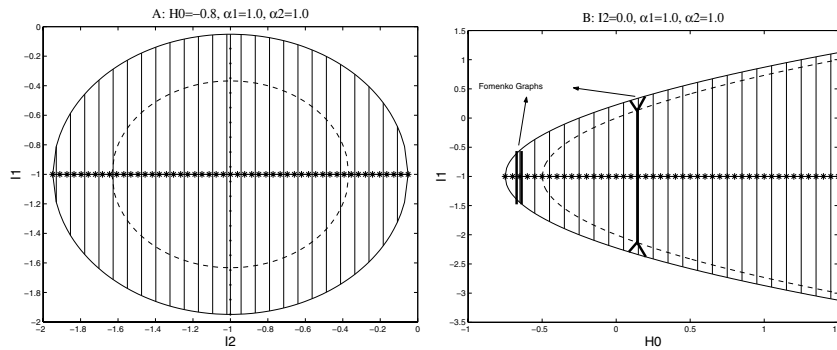 A: H0=−0.8, α1=1.0, α2=1.0
I1
0
−0.2
−0.4
−0.6
−0.8
−1
−1.2
−1.4
−1.6
−1.8
−2
−2 −1.8 −1.6 −1.4 −1.2 −1 −0.8 −0.6 −0.4 −0.2 0
I2
B: I2=0.0, α1=1.0, α2=1.0
Fomenko Graphs
I1
1.5
1
0.5
0
−0.5
−1
−1.5
−2
−2.5
−3
−3.5
−1 −0.5 0 0.5 1 1.5
H0